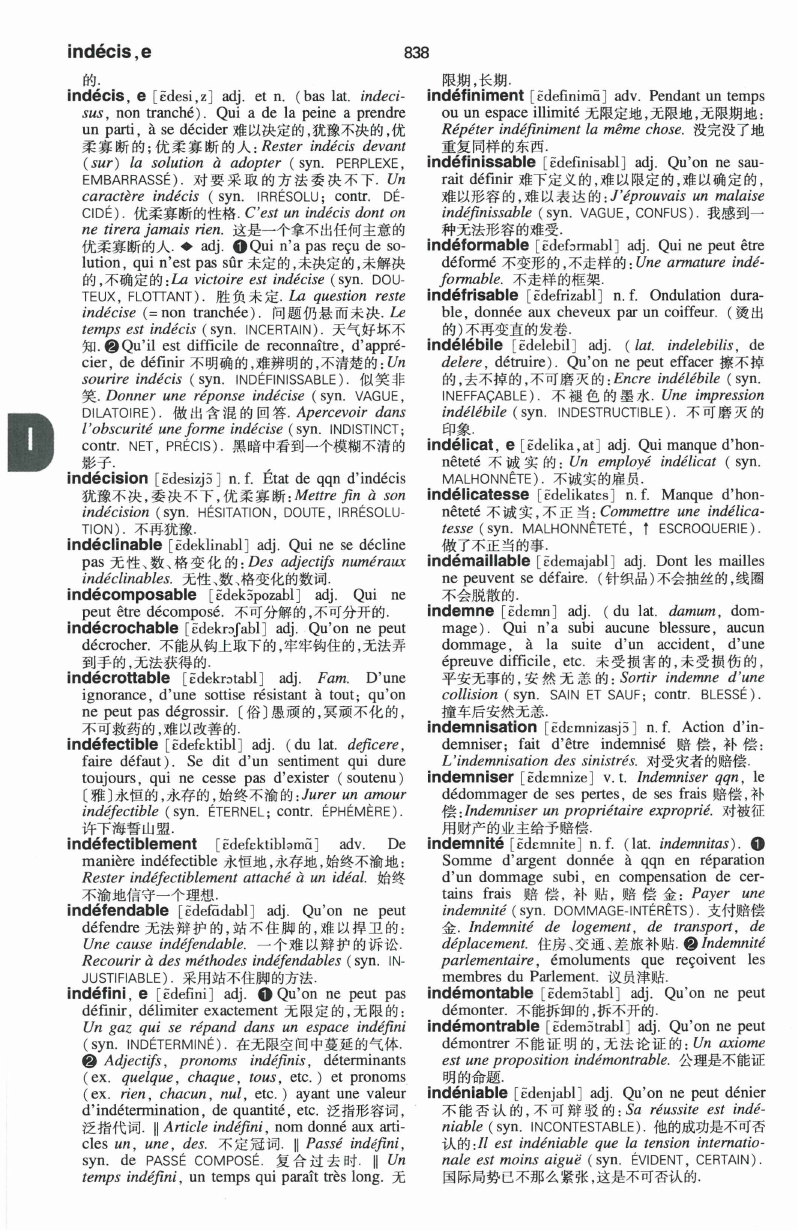 indécis, e
838
的.
indécis, e [ɛ̃desi,z] adj. et n. (bas lat. indeci-
sus, non tranché). Qui a de la peine a prendre
un parti, à se décider 难以决定的,犹豫不决的,优
柔寡断的;优柔寡断的人:Rester indécis devant
(sur) la solution à adopter (syn. PERPLEXE,
EMBARRASSÉ). 对要采取的方法委决不下. Un
caractère indécis (syn. IRRÉSOLU; contr. DÉ-
CIDÉ). 优柔寡断的性格. C'est un indécis dont on
ne tirera jamais rien. 这是一个拿不出任何主意的
优柔寡断的人. ◆ adj. ❶Qui n'a pas reçu de so-
lution, qui n'est pas sûr 未定的,未决定的,未解决
的,不确定的:La victoire est indécise (syn. DOU-
TEUX, FLOTTANT). 胜负未定. La question reste
indécise (= non tranchée). 问题仍悬而未决. Le
temps est indécis (syn. INCERTAIN). 天气好坏不
知. ❷Qu'il est difficile de reconnaître, d'appré-
cier, de définir 不明确的,难辨明的,不清楚的:Un
sourire indécis (syn. INDÉFINISSABLE). 似笑非
笑. Donner une réponse indécise (syn. VAGUE,
DILATOIRE). 做出含混的回答. Apercevoir dans
l'obscurité une forme indécise (syn. INDISTINCT;
contr. NET, PRÉCIS). 黑暗中看到一个模糊不清的
影子.
indécision [ɛ̃desizjɔ̃] n. f. État de qqn d'indécis
犹豫不决,委决不下,优柔寡断:Mettre fin à son
indécision (syn. HÉSITATION, DOUTE, IRRÉSOLU-
TION). 不再犹豫.
indéclinable [ɛ̃deklinabl] adj. Qui ne se décline
pas 无性、数、格变化的:Des adjectifs numéraux
indéclinables. 无性、数、格变化的数词.
indécomposable [ɛ̃dekɔ̃pozabl] adj. Qui ne
peut être décomposé. 不可分解的,不可分开的.
indécrochable [ɛ̃dekrɔʃabl] adj. Qu'on ne peut
décrocher. 不能从钩上取下的,牢牢钩住的,无法弄
到手的,无法获得的.
indécrottable [ɛ̃dekrɔtabl] adj. Fam. D'une
ignorance, d'une sottise résistant à tout; qu'on
ne peut pas dégrossir. 〔俗〕愚顽的,冥顽不化的,
不可救药的,难以改善的.
indéfectible [ɛ̃defɛktibl] adj. (du lat. deficere,
faire défaut). Se dit d'un sentiment qui dure
toujours, qui ne cesse pas d'exister (soutenu)
〔雅〕永恒的,永存的,始终不渝的:Jurer un amour
indéfectible (syn. ÉTERNEL; contr. ÉPHÉMÈRE).
许下海誓山盟.
indéfectiblement [ɛ̃defɛktibləmɑ̃] adv. De
manière indéfectible 永恒地,永存地,始终不渝地:
Rester indéfectiblement attaché à un idéal. 始终
不渝地信守一个理想.
indéfendable [ɛ̃defɑ̃dabl] adj. Qu'on ne peut
défendre 无法辩护的,站不住脚的,难以捍卫的:
Une cause indéfendable. 一个难以辩护的诉讼.
Recourir à des méthodes indéfendables (syn. IN-
JUSTIFIABLE). 采用站不住脚的方法.
indéfini, e [ɛ̃defini] adj. ❶ Qu'on ne peut pas
définir, délimiter exactement 无限定的,无限的:
Un gaz qui se répand dans un espace indéfini
(syn. INDÉTERMINÉ). 在无限空间中蔓延的气体.
❷ Adjectifs, pronoms indéfinis, déterminants
(ex. quelque, chaque, tous, etc.) et pronoms
(ex. rien, chacun, nul, etc.) ayant une valeur
d'indétermination, de quantité, etc. 泛指形容词,
泛指代词. ‖ Article indéfini, nom donné aux arti-
cles un, une, des. 不定冠词. ‖ Passé indéfini,
syn. de PASSÉ COMPOSÉ. 复合过去时. ‖ Un
temps indéfini, un temps qui paraît très long. 无
I
限期,长期.
indéfiniment [ɛ̃definimɑ̃] adv. Pendant un temps
ou un espace illimité 无限定地,无限地,无限期地:
Répéter indéfiniment la même chose. 没完没了地
重复同样的东西.
indéfinissable [ɛ̃definisabl] adj. Qu'on ne sau-
rait définir 难下定义的,难以限定的,难以确定的,
难以形容的,难以表达的:J'éprouvais un malaise
indéfinissable (syn. VAGUE, CONFUS). 我感到一
种无法形容的难受.
indéformable [ɛ̃defɔrmabl] adj. Qui ne peut être
déformé 不变形的,不走样的:Une armature indé-
formable. 不走样的框架.
indéfrisable [ɛ̃defrizabl] n. f. Ondulation dura-
ble, donnée aux cheveux par un coiffeur. (烫出
的)不再变直的发卷.
indélébile [ɛ̃delebil] adj. (lat. indelebilis, de
delere, détruire). Qu'on ne peut effacer 擦不掉
的,去不掉的,不可磨灭的:Encre indélébile (syn.
INEFFAÇABLE). 不褪色的墨水. Une impression
indélébile (syn. INDESTRUCTIBLE). 不可磨灭的
印象.
indélicat, e [ɛ̃delika,at] adj. Qui manque d'hon-
nêteté 不诚实的: Un employé indélicat (syn.
MALHONNÊTE). 不诚实的雇员.
indélicatesse [ɛ̃delikatɛs] n. f. Manque d'hon-
nêteté 不诚实,不正当:Commettre une indélica-
tesse (syn. MALHONNÊTETÉ, ↑ ESCROQUERIE).
做了不正当的事.
indémaillable [ɛ̃demajabl] adj. Dont les mailles
ne peuvent se défaire. (针织品)不会抽丝的,线圈
不会脱散的.
indemne [ɛ̃dɛmn] adj. (du lat. damum, dom-
mage). Qui n'a subi aucune blessure, aucun
dommage, à la suite d'un accident, d'une
épreuve difficile, etc. 未受损害的,未受损伤的,
平安无事的,安然无恙的:Sortir indemne d'une
collision (syn. SAIN ET SAUF; contr. BLESSÉ).
撞车后安然无恙.
indemnisation [ɛ̃dɛmnizasjɔ̃] n. f. Action d'in-
demniser; fait d'être indemnisé 赔偿,补偿:
L'indemnisation des sinistrés. 对受灾者的赔偿.
indemniser [ɛ̃dɛmnize] v. t. Indemniser qqn, le
dédommager de ses pertes, de ses frais 赔偿,补
偿:Indemniser un propriétaire exproprié. 对被征
用财产的业主给予赔偿.
indemnité [ɛ̃dɛmnite] n. f. (lat. indemnitas). ❶
Somme d'argent donnée à qqn en réparation
d'un dommage subi, en compensation de cer-
tains frais 赔偿,补贴,赔偿金: Payer une
indemnité (syn. DOMMAGE-INTÉRÊTS). 支付赔偿
金. Indemnité de logement, de transport, de
déplacement. 住房、交通、差旅补贴. ❷ Indemnité
parlementaire, émoluments que reçoivent les
membres du Parlement. 议员津贴.
indémontable [ɛ̃demɔ̃tabl] adj. Qu'on ne peut
démonter. 不能拆卸的,拆不开的.
indémontrable [ɛ̃demɔ̃trabl] adj. Qu'on ne peut
démontrer 不能证明的,无法论证的: Un axiome
est une proposition indémontrable. 公理是不能证
明的命题.
indéniable [ɛ̃denjabl] adj. Qu'on ne peut dénier
不能否认的,不可辩驳的: Sa réussite est indé-
niable (syn. INCONTESTABLE). 他的成功是不可否
认的:Il est indéniable que la tension internatio-
nale est moins aiguë (syn. ÉVIDENT, CERTAIN).
国际局势已不那么紧张,这是不可否认的.